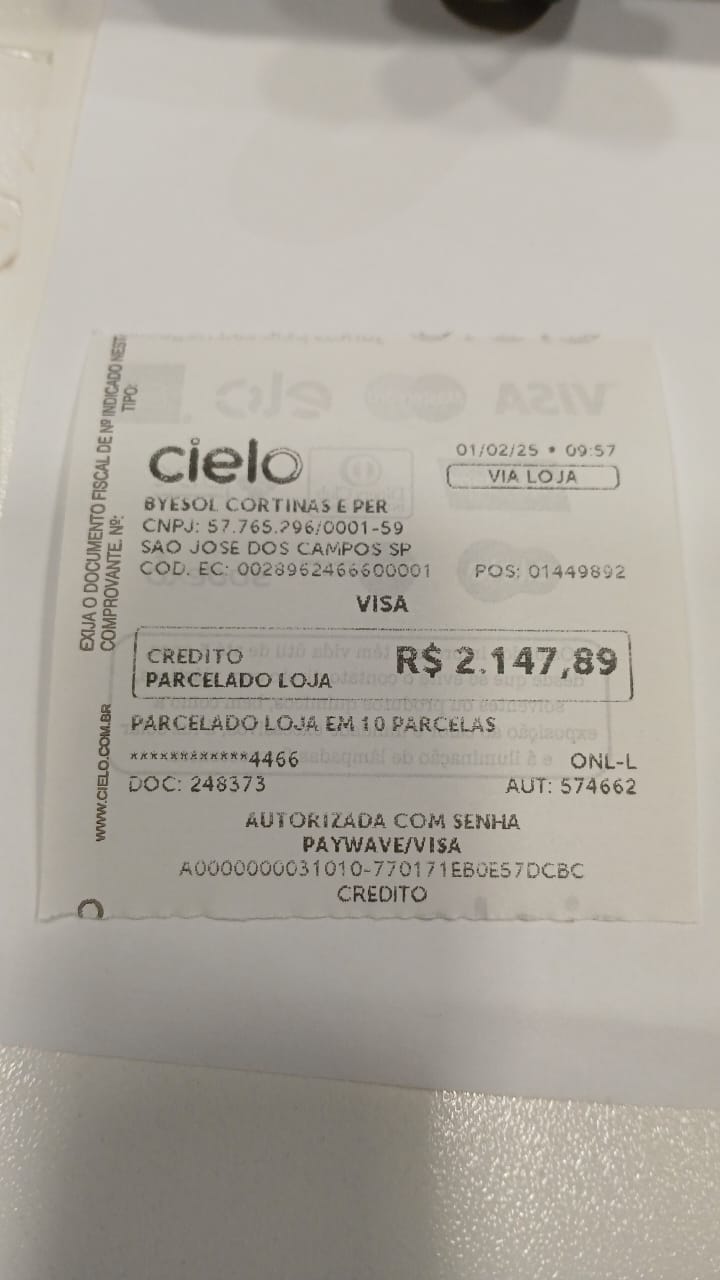 cielo
01/02/25 • 09:57
VIA LOJA
BYESOL CORTINAS E PER
CNPJ: 57.765.296/0001-59
SAO JOSE DOS CAMPOS SP
COD. EC: 0028962466600001 POS: 01449892
VISA
CREDITO
PARCELADO LOJA
R$ 2.147,89
PARCELADO LOJA EM 10 PARCELAS
************4466 ONL-L
DOC: 248373 AUT: 574662
AUTORIZADA COM SENHA
PAYWAVE/VISA
A0000000031010-770171EB0E57DCBC
CREDITO
EXIJA O DOCUMENTO FISCAL DE Nº INDICADO NEST
COMPROVANTE. Nº: TIPO:
WWW.CIELO.COM.BR
VISA
elo